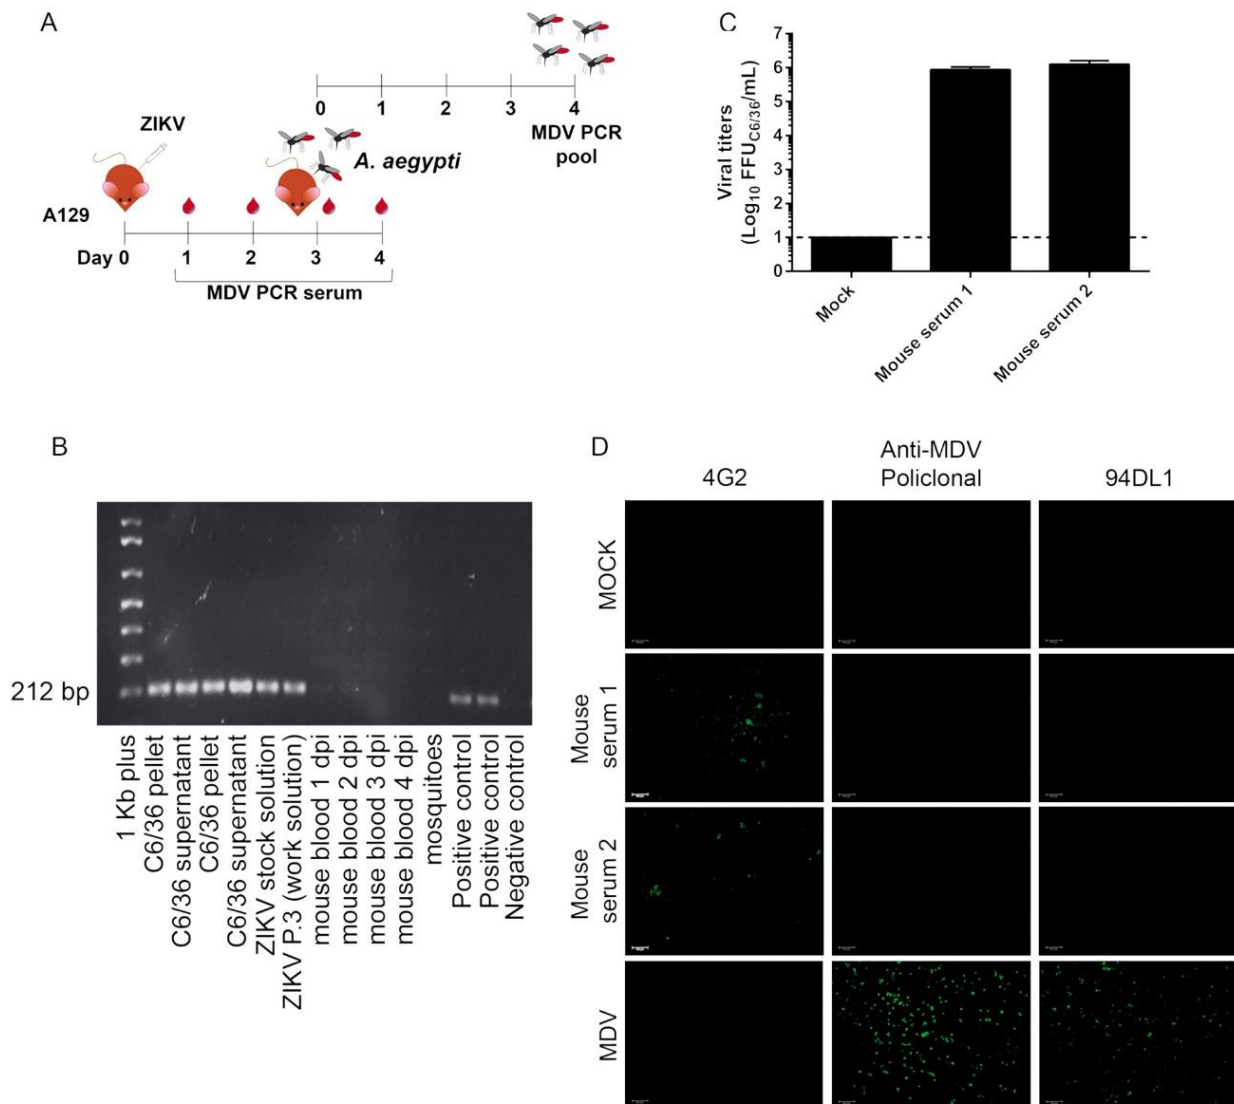 A
ZIKV
A129
Day 0 1 2 3 4
MDV PCR serum
A. aegypti
0 1 2 3 4
MDV PCR
pool
C
Viral titers
(Log10 FFUC6/36/mL)
7
6
5
4
3
2
1
0
Mock
Mouse serum 1
Mouse serum 2
B
212 bp
1 Kb plus
C6/36 pellet
C6/36 supernatant
C6/36 pellet
C6/36 supernatant
ZIKV stock solution
ZIKV P.3 (work solution)
mouse blood 1 dpi
mouse blood 2 dpi
mouse blood 3 dpi
mouse blood 4 dpi
mosquitoes
Positive control
Positive control
Negative control
D
4G2
Anti-MDV
Policlonal
94DL1
MOCK
Mouse
serum 1
Mouse
serum 2
MDV